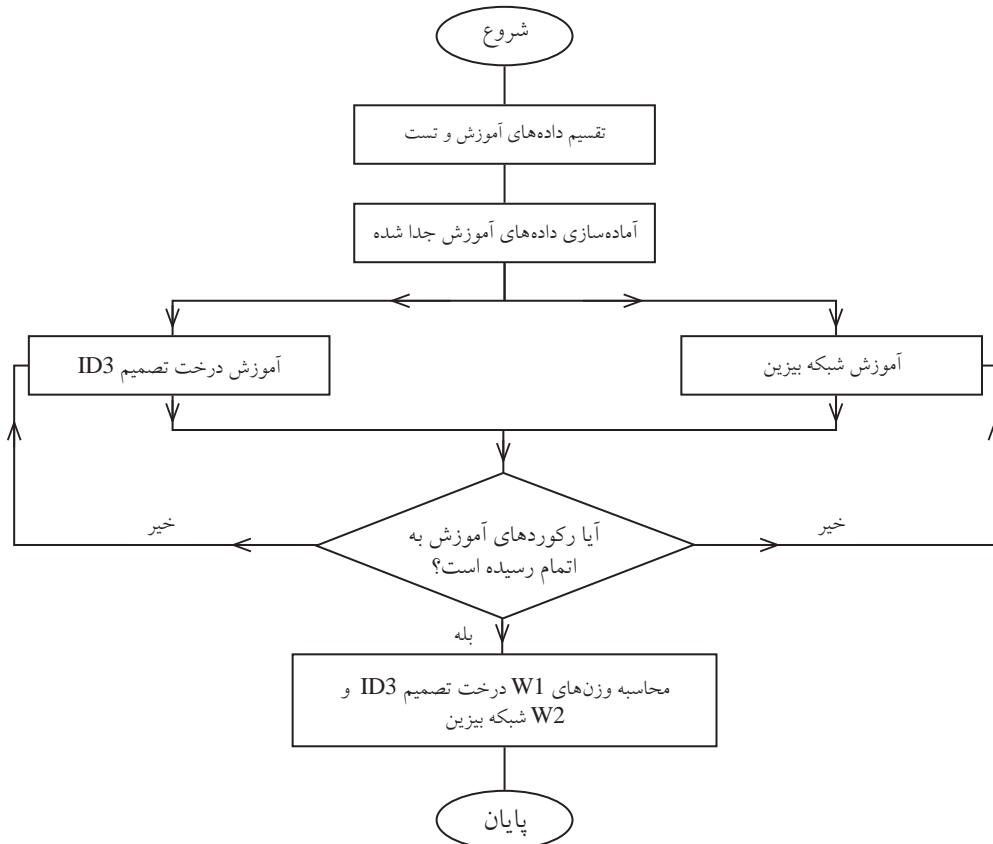 شروع
تقسیم داده‌های آموزش و تست
آماده‌سازی داده‌های آموزش جدا شده
آموزش شبکه بیزین
آموزش درخت تصمیم ID3
آیا رکوردهای آموزش به
اتمام رسیده است؟
خیر
خیر
بله
محاسبه وزن‌های W1 درخت تصمیم ID3 و
W2 شبکه بیزین
پایان